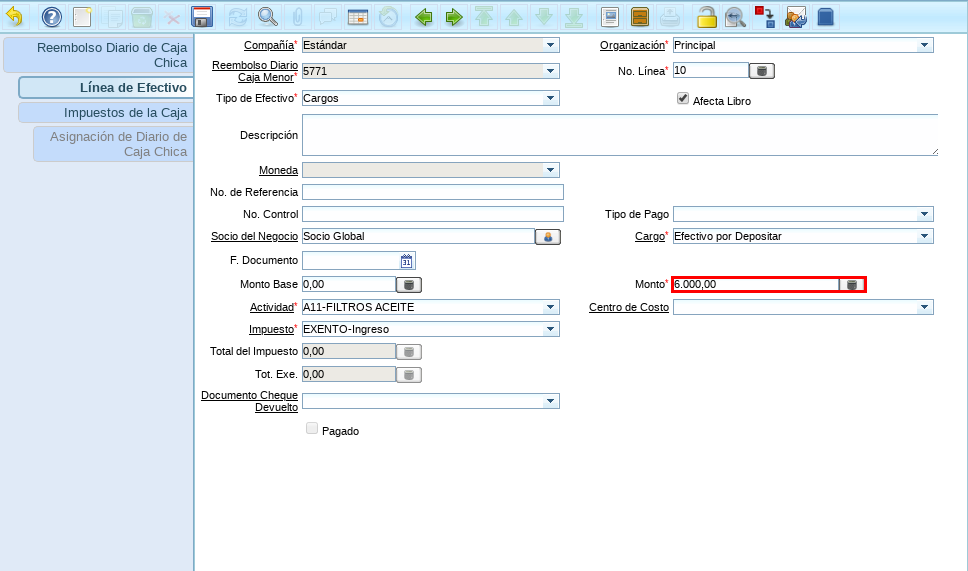 Reembolso Diario de Caja
Chica
Línea de Efectivo
Impuestos de la Caja
Asignación de Diario de
Caja Chica
Compañía* Estándar
Organización* Principal
Reembolso Diario
Caja Menor* 5771
No. Línea* 10
Tipo de Efectivo* Cargos
Afecta Libro
Descripción
Moneda
No. de Referencia
No. Control
Tipo de Pago
Socio del Negocio Socio Global
Cargo* Efectivo por Depositar
F. Documento 31
Monto Base 0,00
Monto* 6.000,00
Actividad* A11-FILTROS ACEITE
Centro de Costo
Impuesto* EXENTO-Ingreso
Total del Impuesto 0,00
Tot. Exe. 0,00
Documento Cheque
Devuelto
Pagado